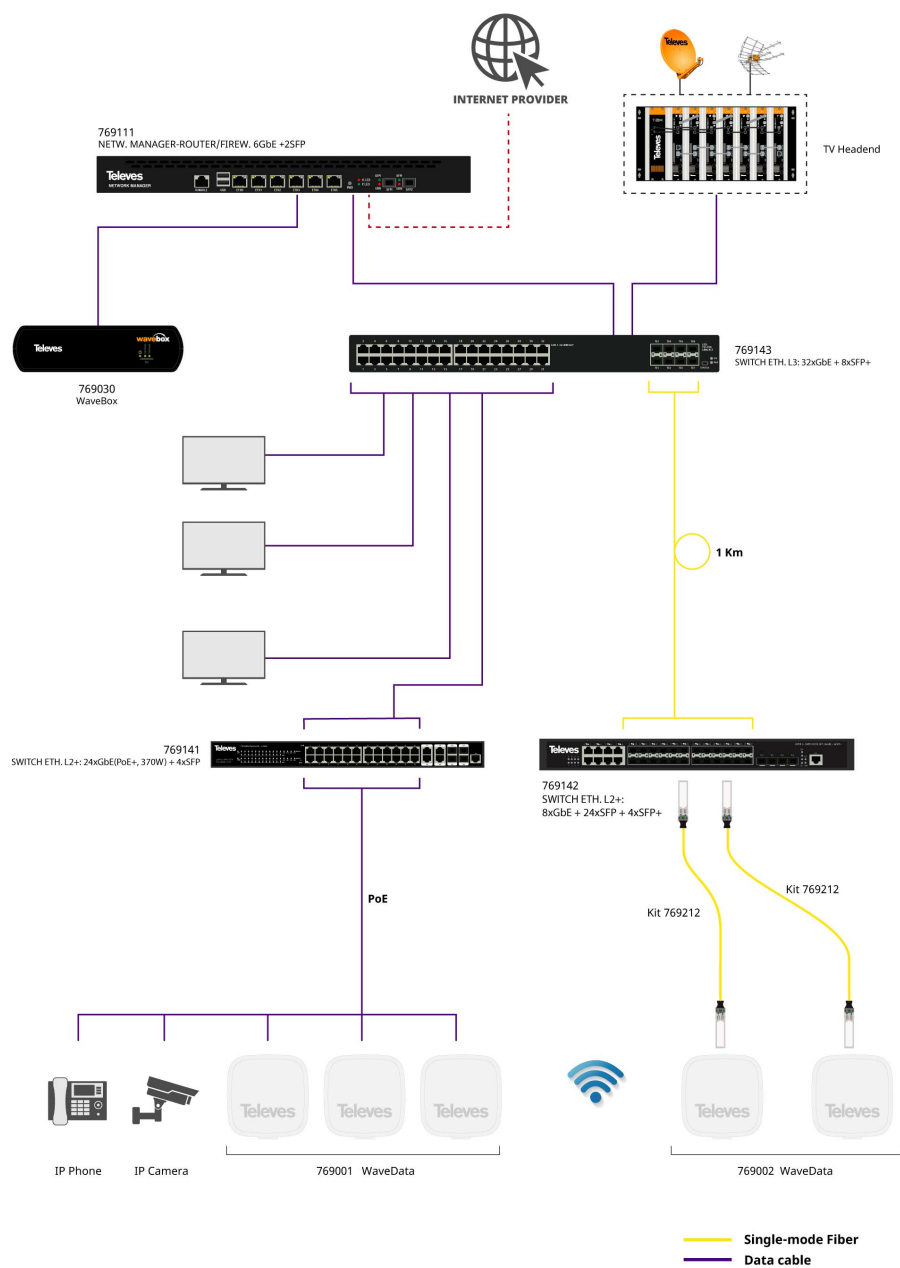 INTERNET PROVIDER
Televes
769111
NETW. MANAGER-ROUTER/FIREW. 6GbE +2SFP
Televes
NETWORK MANAGER
Televes
TV Headend
Televes
wavebox
769030
WaveBox
769143
SWITCH ETH. L3: 32xGbE + 8xSFP+
1 Km
769141
SWITCH ETH. L2+: 24xGbE(PoE+, 370W) + 4xSFP
Televes
Televes
769142
SWITCH ETH. L2+:
8xGbE + 24xSFP + 4xSFP+
Kit 769212
Kit 769212
PoE
Televes
Televes
Televes
Televes
Televes
IP Phone
IP Camera
769001 WaveData
769002 WaveData
Single-mode Fiber
Data cable